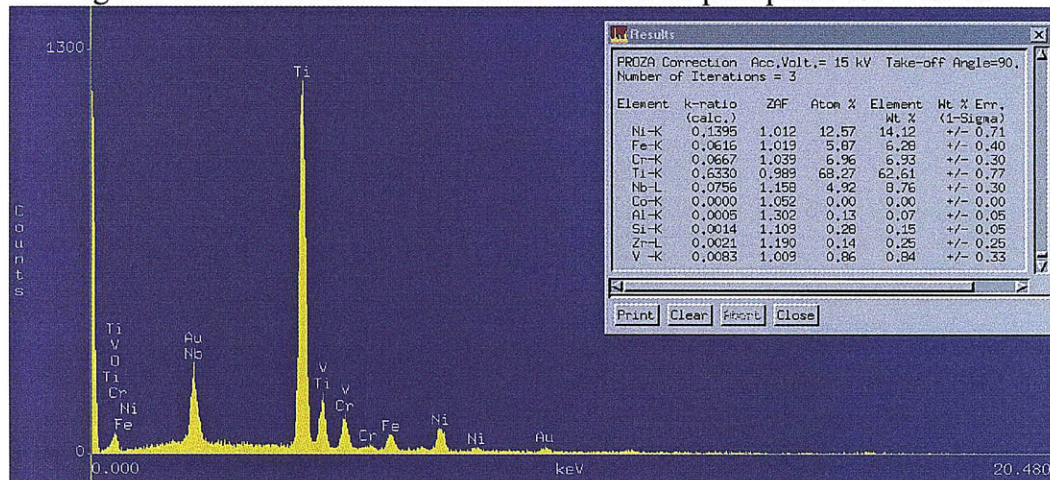 1300
Counts
0
0.000
keV
20.480
Ti
V
O
Ti
Cr
Ni
Fe
Au
Nb
Ti
V
Ti
V
Cr
Cr
Fe
Ni
Ni
Au
Results
PROZA Correction Acc.Volt.= 15 kV Take-off Angle=90.
Number of Iterations = 3
Element k-ratio ZAF Atom % Element Wt % Err.
(calc.) Wt % (1-Sigma)
Ni-K 0.1395 1.012 12.57 14.12 +/- 0.71
Fe-K 0.0616 1.019 5.87 6.28 +/- 0.40
Cr-K 0.0667 1.039 6.96 6.93 +/- 0.30
Ti-K 0.6330 0.989 68.27 62.61 +/- 0.77
Nb-L 0.0756 1.158 4.92 8.76 +/- 0.30
Co-K 0.0000 1.052 0.00 0.00 +/- 0.00
Al-K 0.0005 1.302 0.13 0.07 +/- 0.05
Si-K 0.0014 1.109 0.28 0.15 +/- 0.05
Zr-L 0.0021 1.190 0.14 0.25 +/- 0.25
V -K 0.0083 1.009 0.86 0.84 +/- 0.33
Print Clear Abort Close